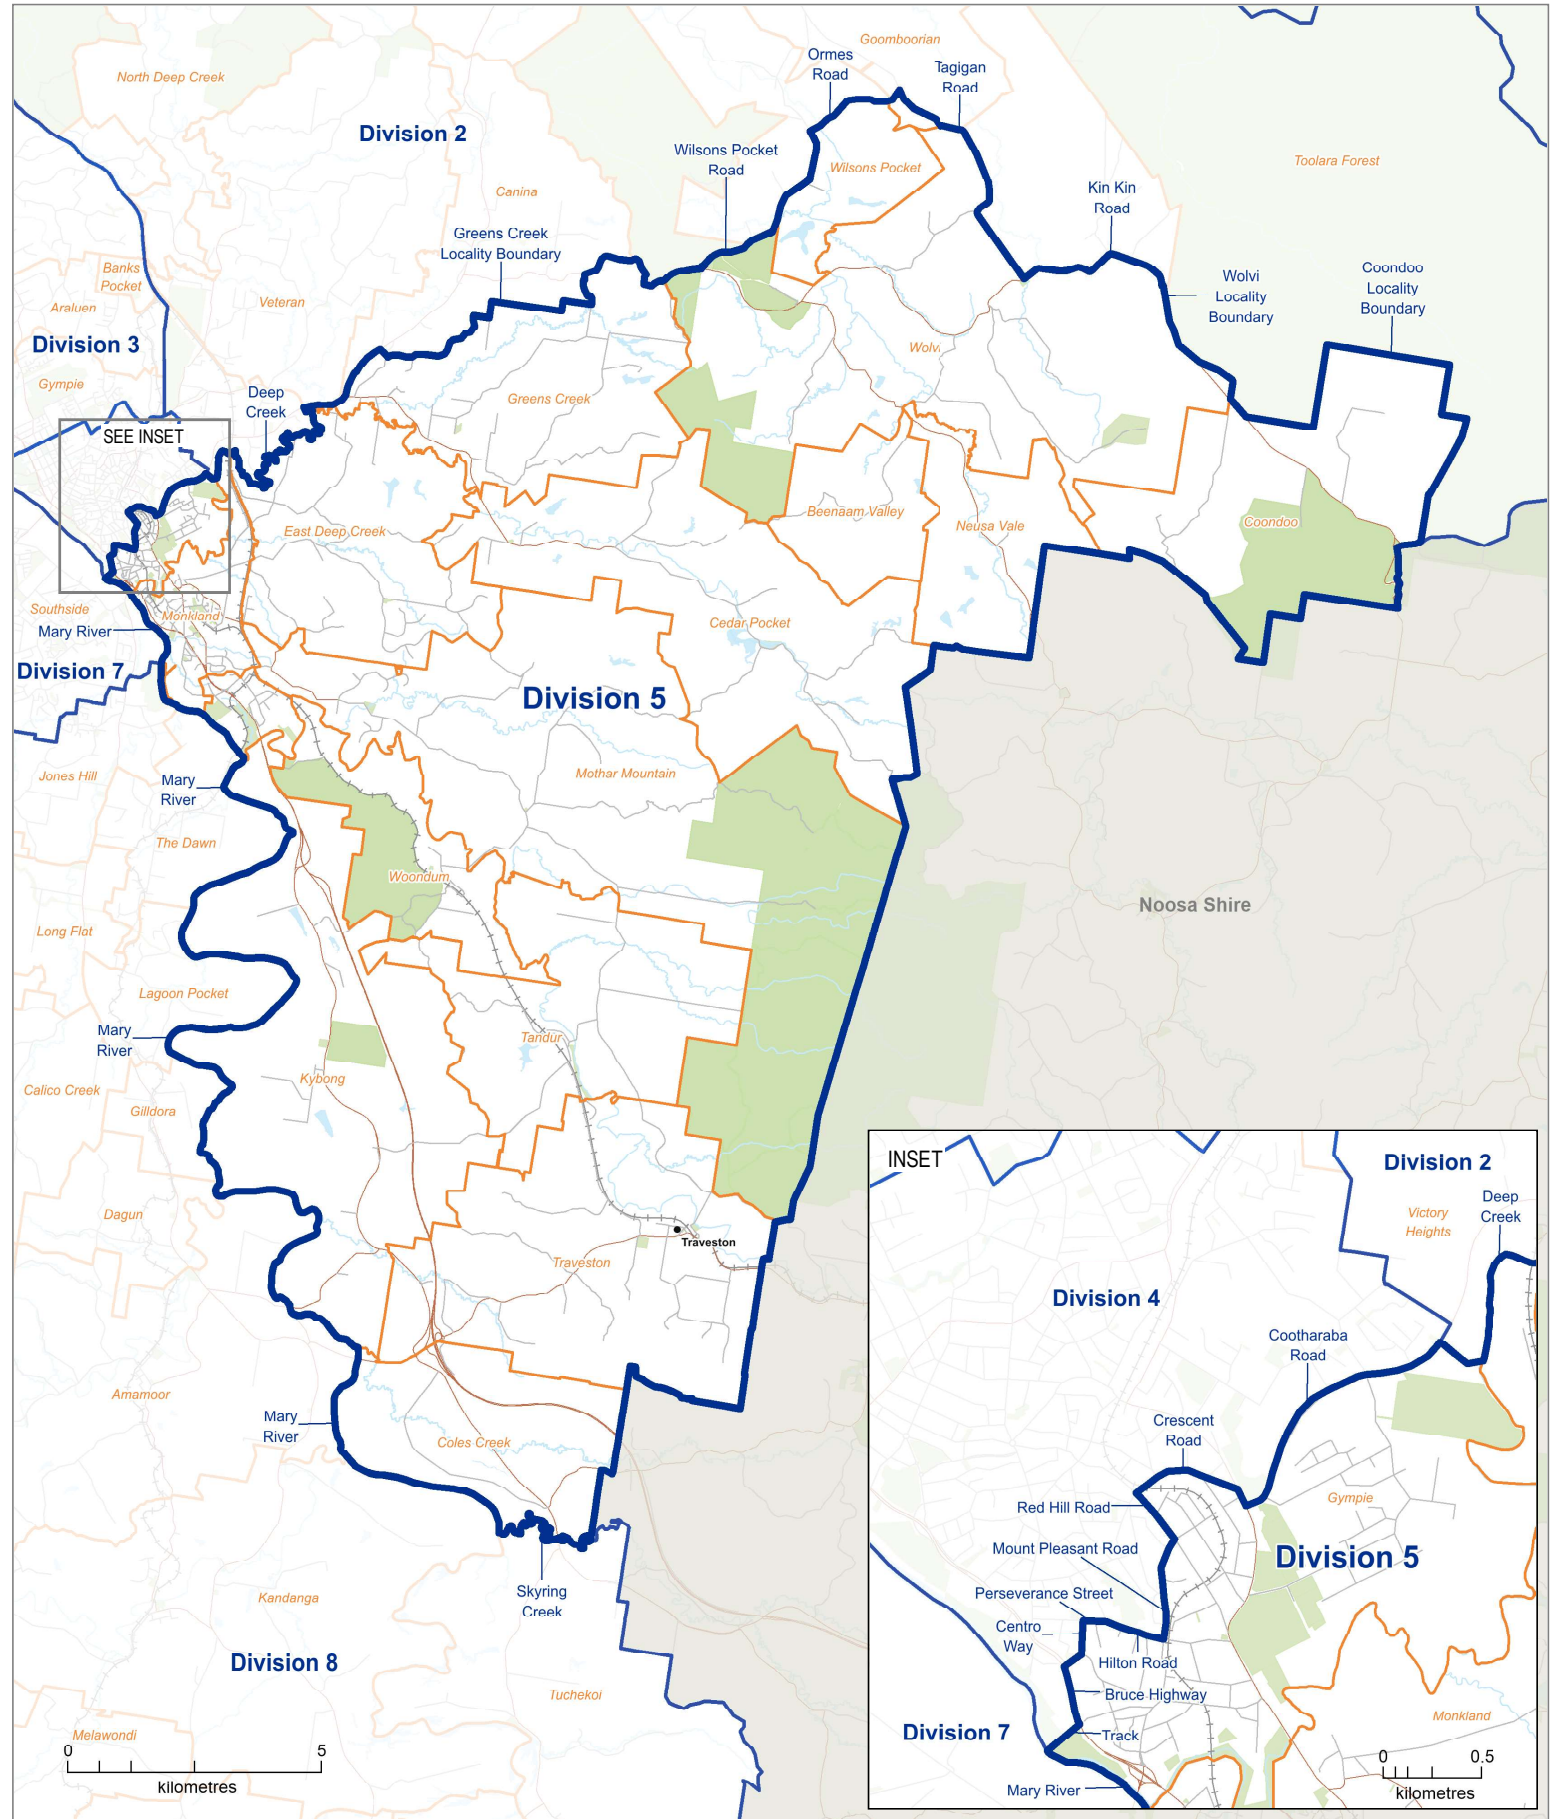 Goomboorian
Ormes
Road
Tagigan
Road
North Deep Creek
Division 2
Wilsons Pocket
Road
Wilsons Pocket
Toolara Forest
Canina
Kin Kin
Road
Greens Creek
Locality Boundary
Banks
Pocket
Araluen
Veteran
Wolvi
Locality
Boundary
Coondoo
Locality
Boundary
Division 3
Wolvi
Gympie
Deep
Creek
Greens Creek
SEE INSET
East Deep Creek
Beenaam Valley
Neusa Vale
Coondoo
Southside
Monkland
Mary River
Cedar Pocket
Division 7
Division 5
Jones Hill
Mary
River
Mothar Mountain
The Dawn
Woondum
Noosa Shire
Long Flat
Lagoon Pocket
Mary
River
Tandur
Kybong
Calico Creek
Gilldora
Dagun
Traveston
Traveston
Amamoor
Mary
River
Coles Creek
Skyring
Creek
Kandanga
Division 8
Tuchekoi
Melawondi
0 5
kilometres
INSET
Division 2
Deep
Creek
Victory
Heights
Division 4
Cootharaba
Road
Crescent
Road
Red Hill Road
Gympie
Mount Pleasant Road
Division 5
Perseverance Street
Centro
Way
Hilton Road
Bruce Highway
Monkland
Division 7
Track
Mary River
0 0.5
kilometres